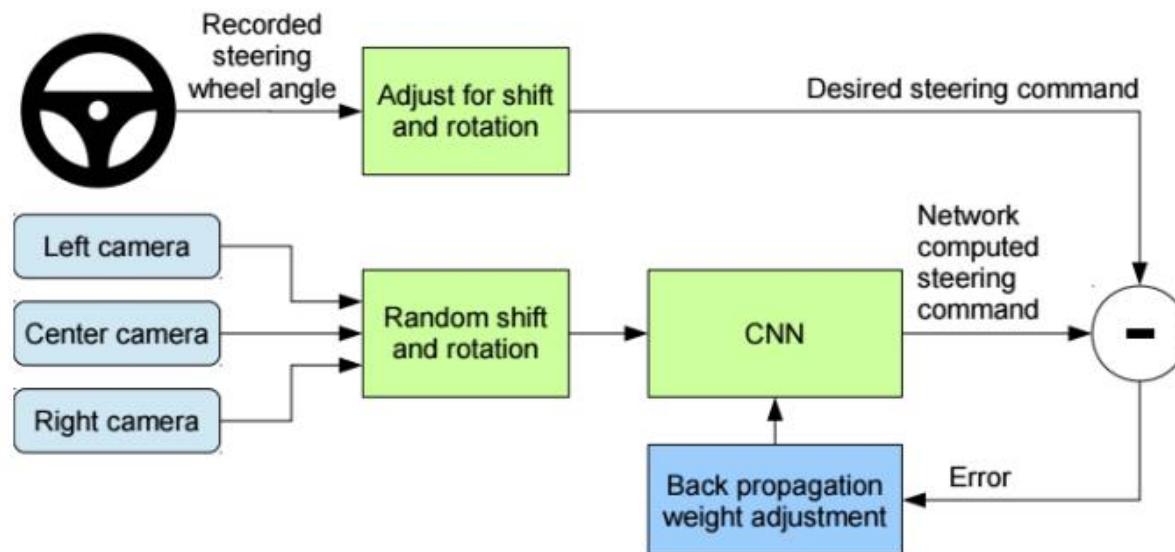 Recorded
steering
wheel angle
Adjust for shift
and rotation
Desired steering command
Left camera
Center camera
Right camera
Random shift
and rotation
CNN
Network
computed
steering
command
-
Back propagation
weight adjustment
Error